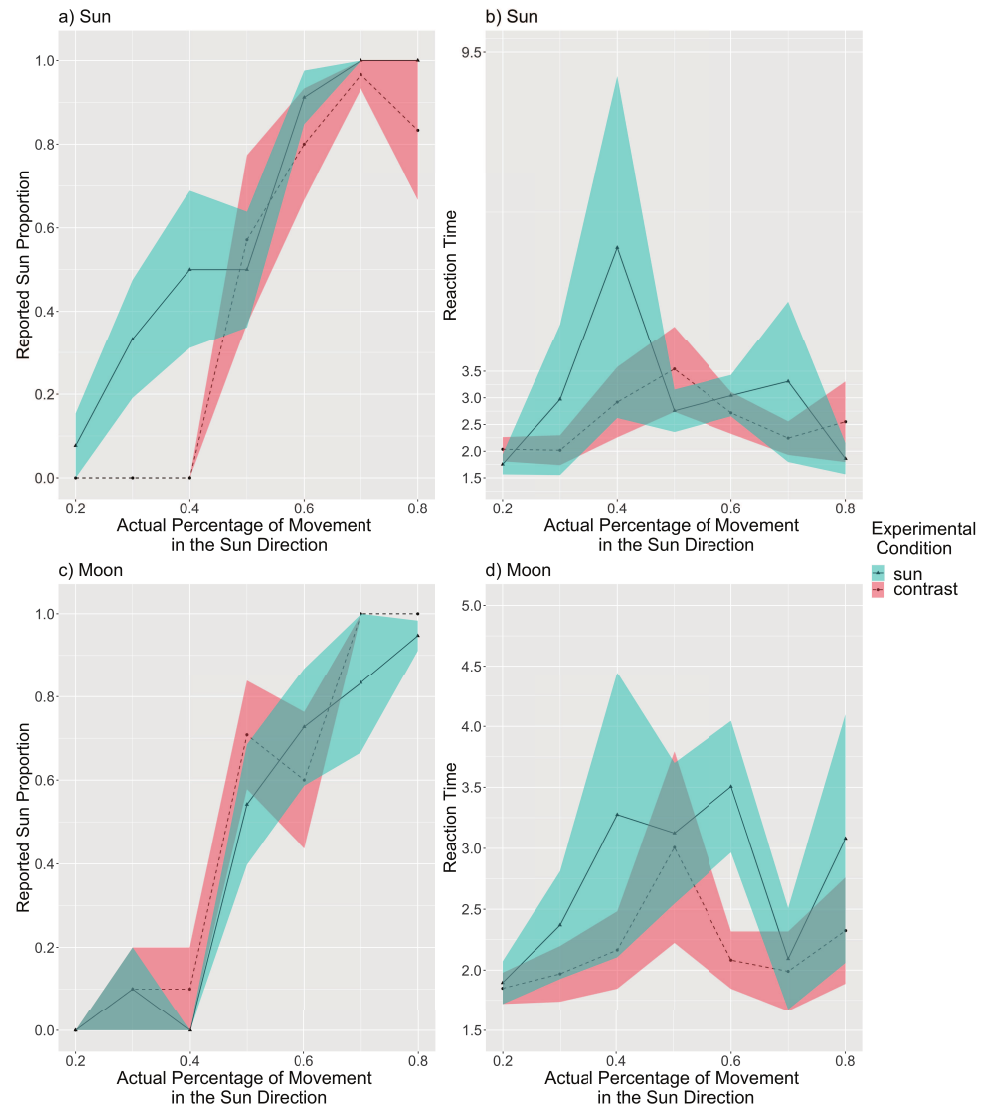 a) Sun
1.0
0.8
0.6
0.4
0.2
0.0
Reported Sun Proportion
0.2 0.4 0.6 0.8
Actual Percentage of Movement
in the Sun Direction
b) Sun
9.5
3.5
3.0
2.5
2.0
1.5
Reaction Time
0.2 0.4 0.6 0.8
Actual Percentage of Movement
in the Sun Direction
Experimental
Condition
sun
contrast
c) Moon
1.0
0.8
0.6
0.4
0.2
0.0
Reported Sun Proportion
0.2 0.4 0.6 0.8
Actual Percentage of Movement
in the Sun Direction
d) Moon
5.0
4.5
4.0
3.5
3.0
2.5
2.0
1.5
Reaction Time
0.2 0.4 0.6 0.8
Actual Percentage of Movement
in the Sun Direction